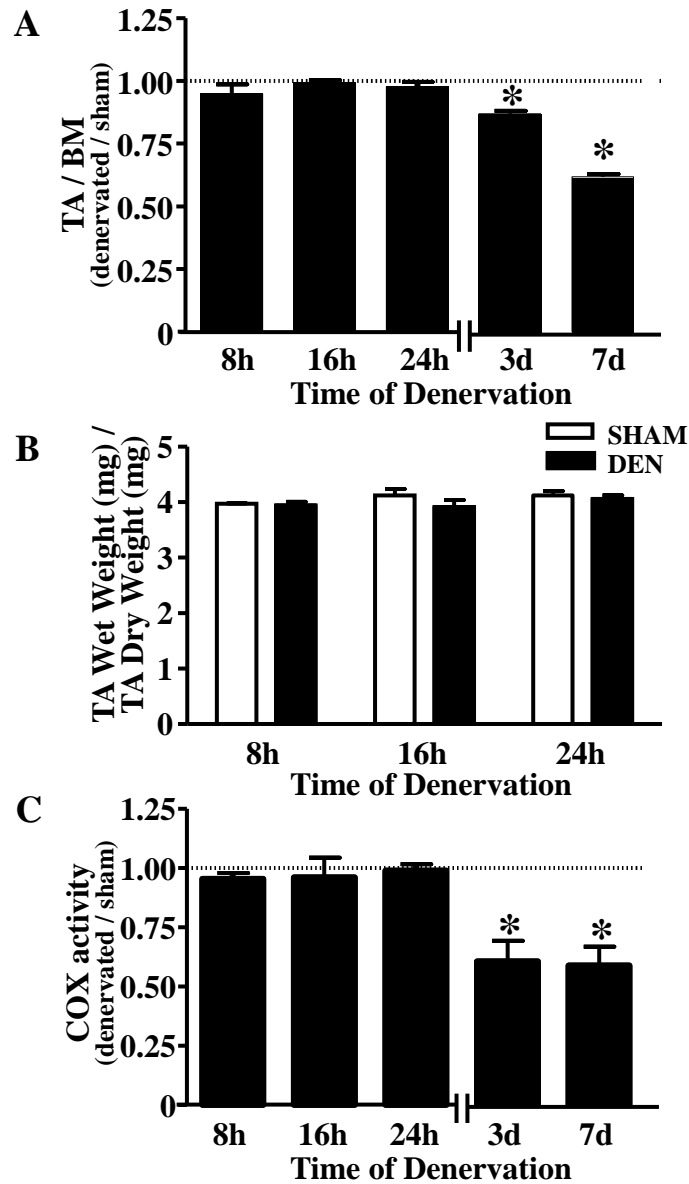 A
TA / BM
(denervated / sham)
1.25
1.00
0.75
0.50
0.25
0
*
*
8h 16h 24h 3d 7d
Time of Denervation
B
TA Wet Weight (mg) /
TA Dry Weight (mg)
SHAM
DEN
5
4
3
2
1
0
8h 16h 24h
Time of Denervation
C
COX activity
(denervated / sham)
1.25
1.00
0.75
0.50
0.25
0
*
*
8h 16h 24h 3d 7d
Time of Denervation